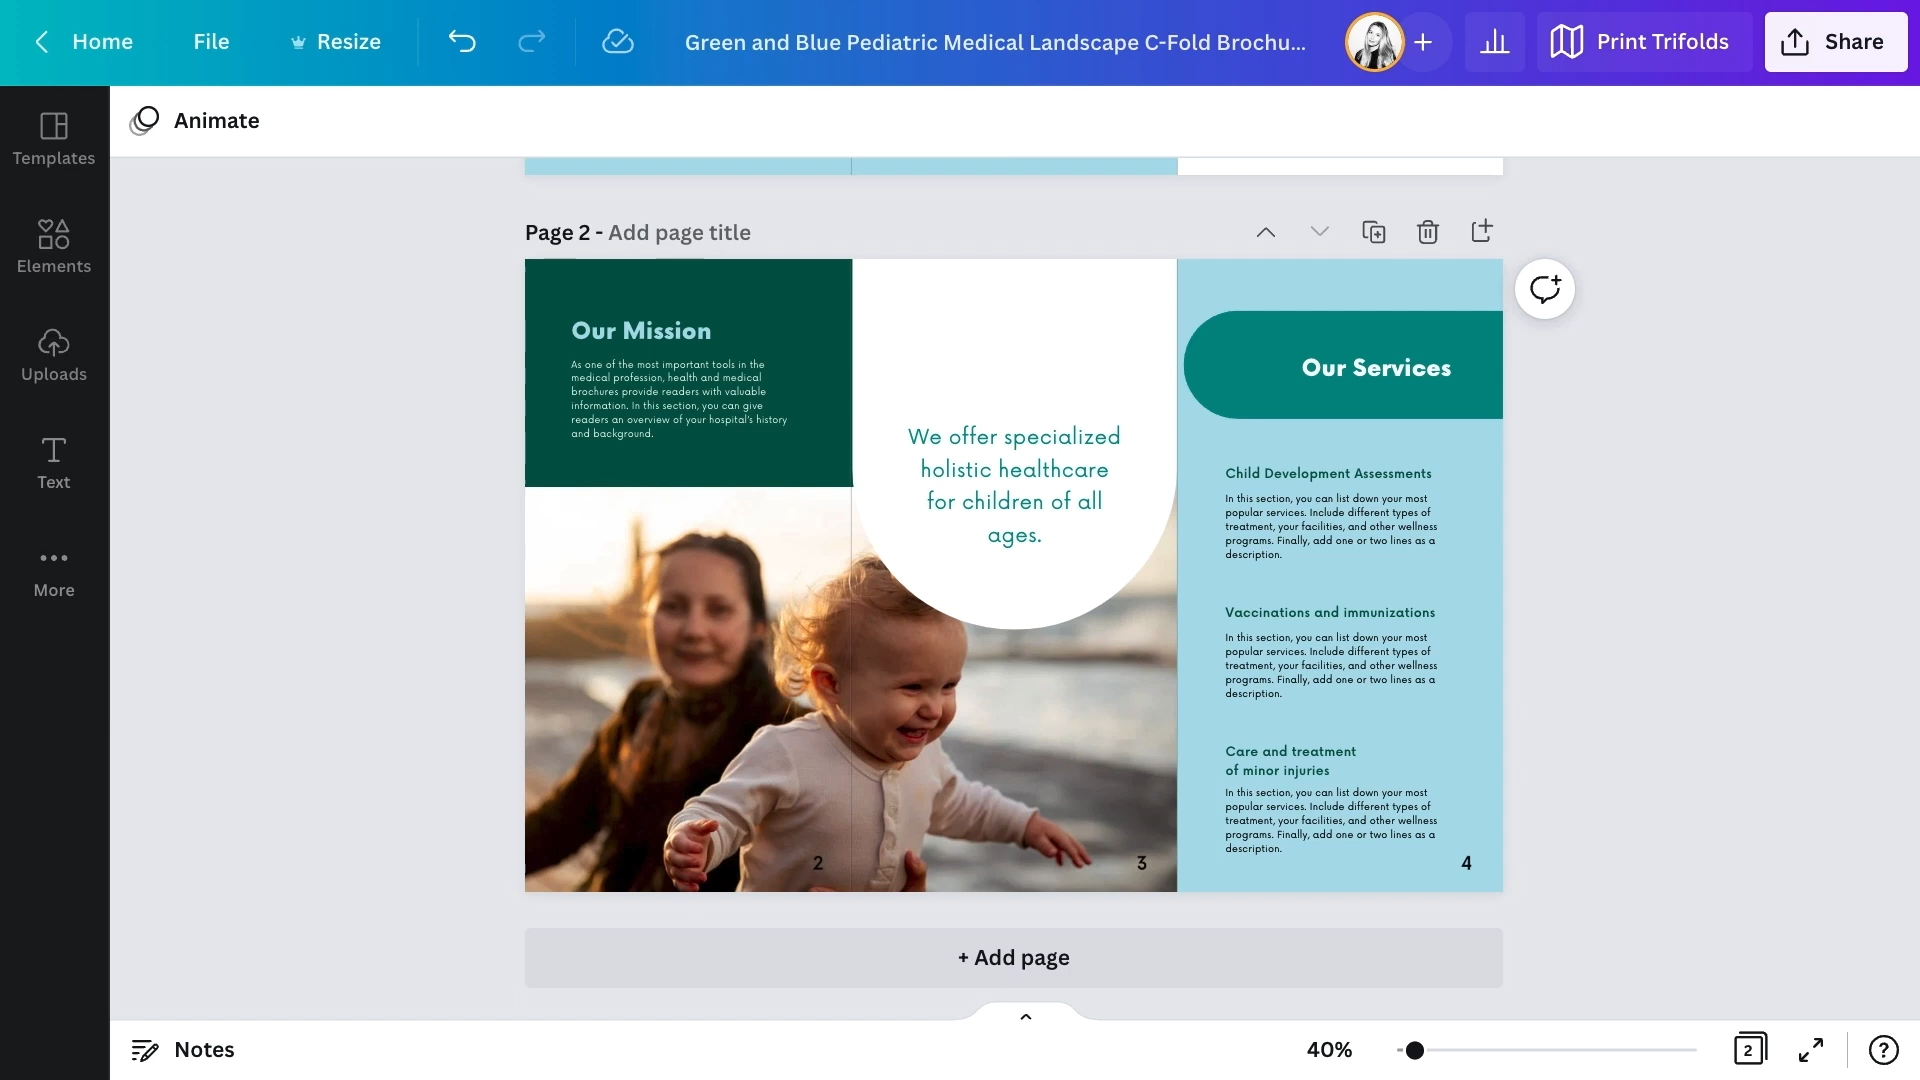 Home
File
Resize
Green and Blue Pediatric Medical Landscape C-Fold Brochu...
Print Trifolds
Share
Templates
Elements
Uploads
Text
More
Animate
Page 2 - Add page title
Our Mission
As one of the most important tools in the
medical profession, health and medical
brochures provide readers with valuable
information. In this section, you can give
readers an overview of your hospital's history
and background.
We offer specialized
holistic healthcare
for children of all
ages.
2
3
Our Services
Child Development Assessments
In this section, you can list down your most
popular services. Include different types of
treatment, your facilities, and other wellness
programs. Finally, add one or two lines as a
description.
Vaccinations and immunizations
In this section, you can list down your most
popular services. Include different types of
treatment, your facilities, and other wellness
programs. Finally, add one or two lines as a
description.
Care and treatment
of minor injuries
In this section, you can list down your most
popular services. Include different types of
treatment, your facilities, and other wellness
programs. Finally, add one or two lines as a
description.
4
+ Add page
Notes
40%
2
?